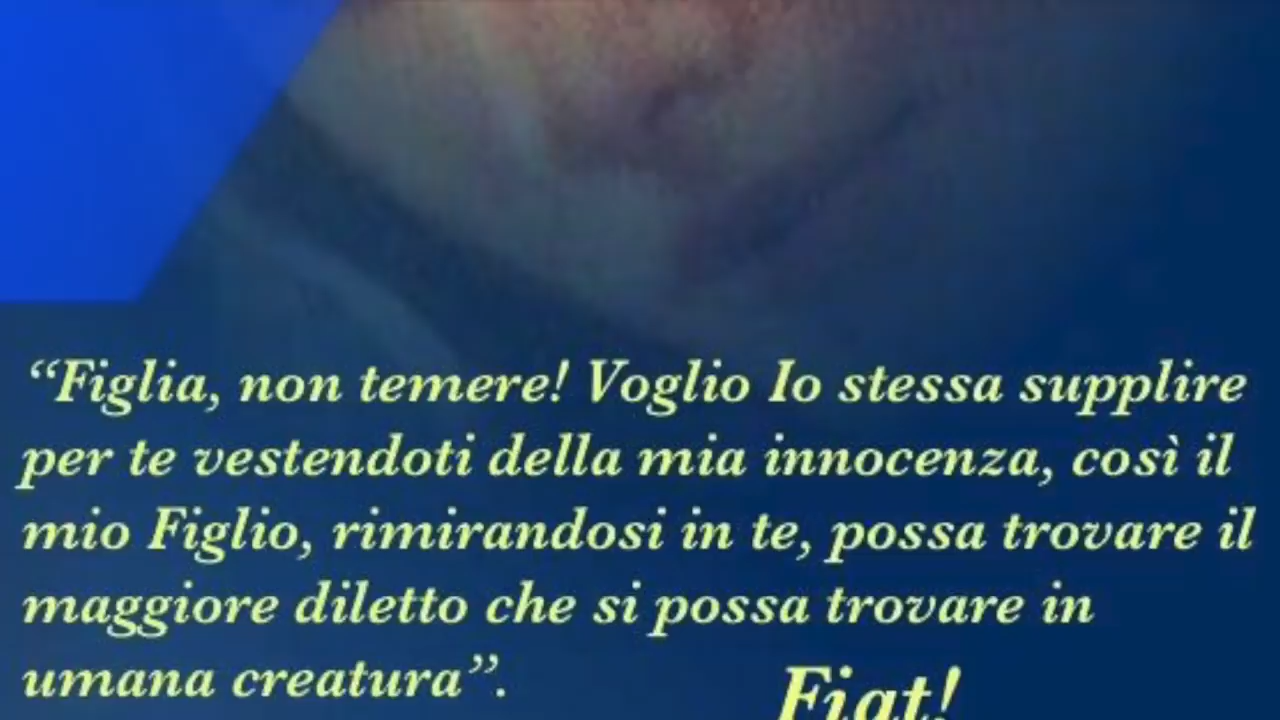 “Figlia, non temere! Voglio Io stessa supplire
per te vestendoti della mia innocenza, così il
mio Figlio, rimirandosi in te, possa trovare il
maggiore diletto che si possa trovare in
umana creatura”.
Fiat!